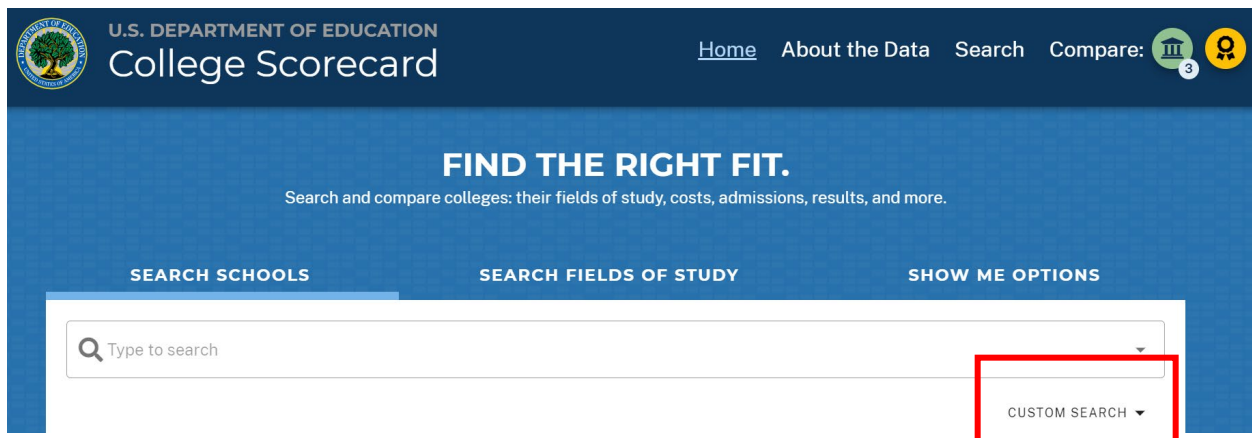 U.S. DEPARTMENT OF EDUCATION
College Scorecard
Home About the Data Search Compare: 3
FIND THE RIGHT FIT.
Search and compare colleges: their fields of study, costs, admissions, results, and more.
SEARCH SCHOOLS SEARCH FIELDS OF STUDY SHOW ME OPTIONS
Type to search
CUSTOM SEARCH